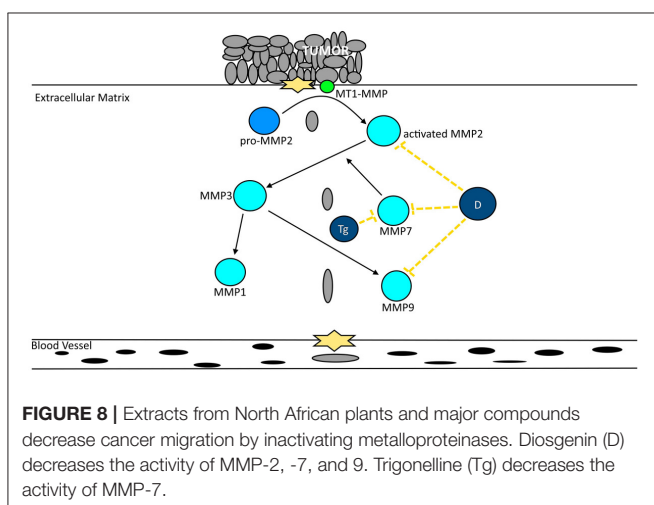 TUMOR
MT1-MMP
Extracellular Matrix
pro-MMP2
activated MMP2
MMP3
D
Tg
MMP7
MMP1
MMP9
Blood Vessel
FIGURE 8 | Extracts from North African plants and major compounds
decrease cancer migration by inactivating metalloproteinases. Diosgenin (D)
decreases the activity of MMP-2, -7, and 9. Trigonelline (Tg) decreases the
activity of MMP-7.